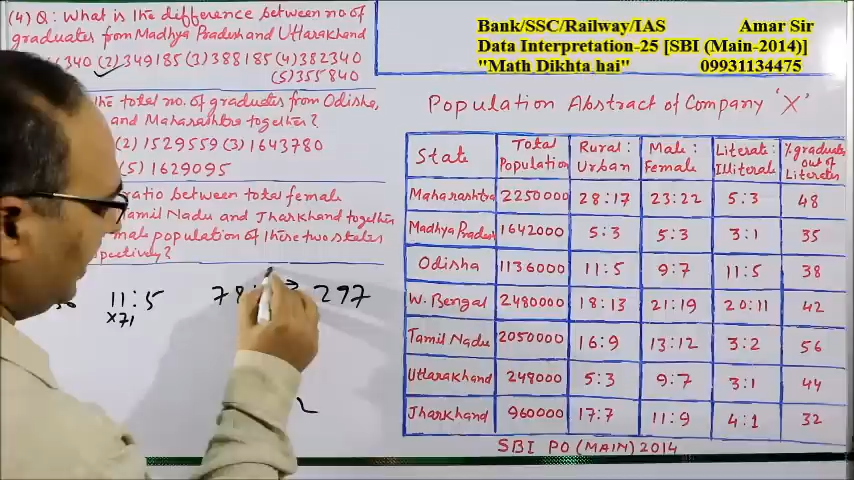 (4) Q: What is the difference between no. of
graduates from Madhya Pradesh and Uttarakhand
340 (2) 349185 (3) 388185 (4) 382340
(5) 355840
the total no. of graduates from Odisha,
and Maharashtra together?
(2) 1529559 (3) 1643780
(5) 1629095
ratio between total female
Tamil Nadu and Jharkhand together
male population of these two states
11:5
×71
78
297
2
Bank/SSC/Railway/IAS Amar Sir
Data Interpretation-25 [SBI (Main-2014)]
"Math Dikhta hai" 09931134475
Population Abstract of Company 'X'
State Total Population Rural: Urban Male: Female Literate: Illiterate % graduates out of Literates
Maharashtra 2250000 28:17 23:22 5:3 48
Madhya Pradesh 1642000 5:3 5:3 3:1 35
Odisha 1136000 11:5 9:7 11:5 38
W. Bengal 2480000 18:13 21:19 20:11 42
Tamil Nadu 2050000 16:9 13:12 3:2 56
Uttarakhand 248000 5:3 9:7 3:1 44
Jharkhand 960000 17:7 11:9 4:1 32
SBI PO (MAIN) 2014